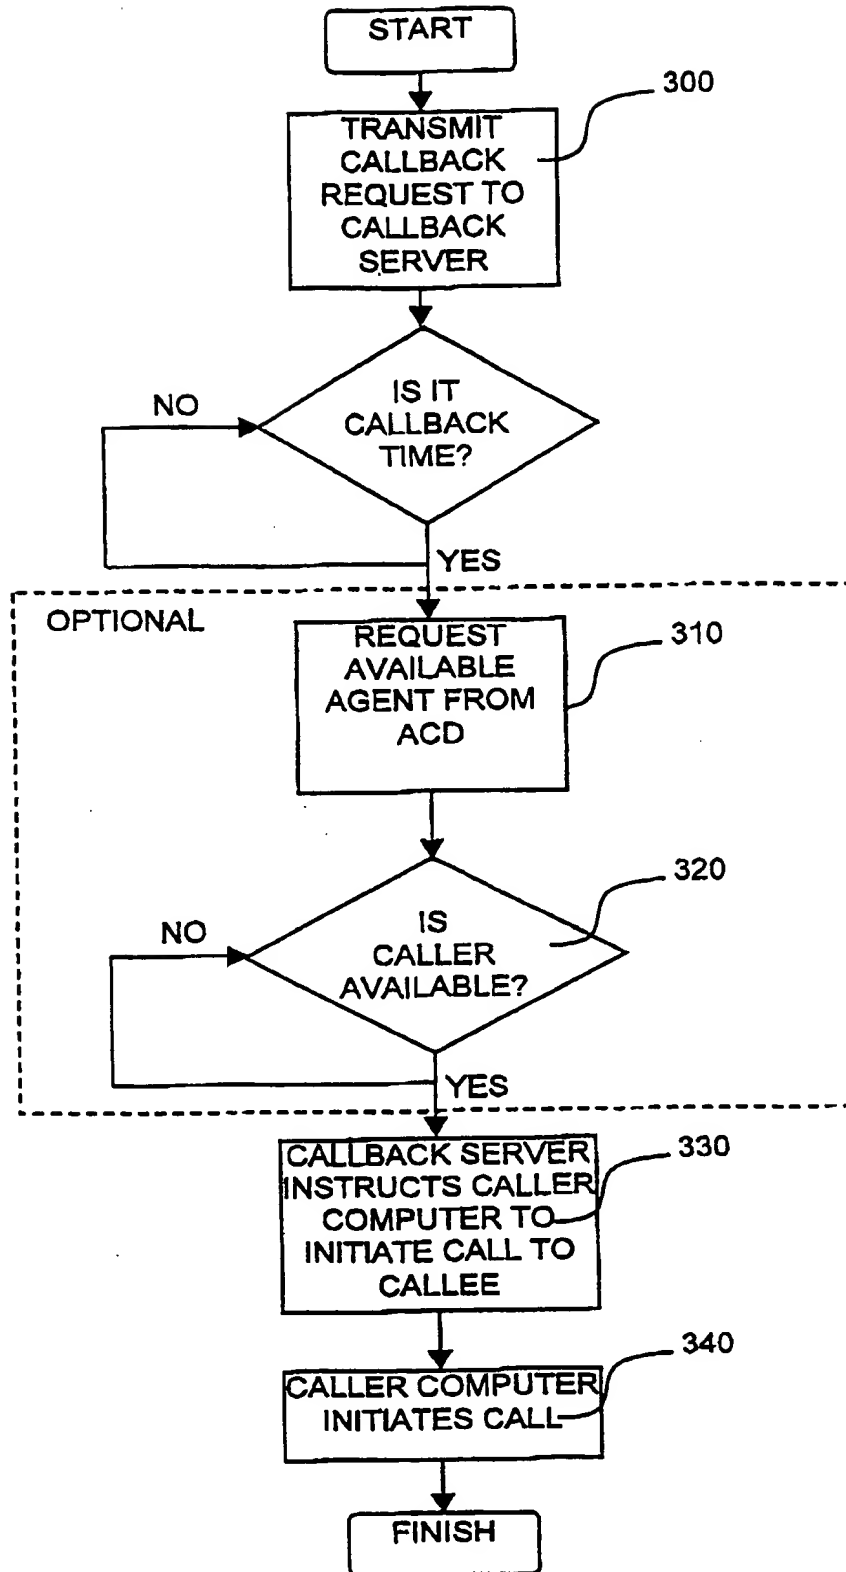 START
300
TRANSMIT
CALLBACK
REQUEST TO
CALLBACK
SERVER
IS IT
CALLBACK
TIME?
NO
YES
OPTIONAL
REQUEST
AVAILABLE
AGENT FROM
ACD
310
320
IS
CALLER
AVAILABLE?
NO
YES
CALLBACK SERVER
INSTRUCTS CALLER
COMPUTER TO
INITIATE CALL TO
CALLEE
330
340
CALLER COMPUTER
INITIATES CALL
FINISH